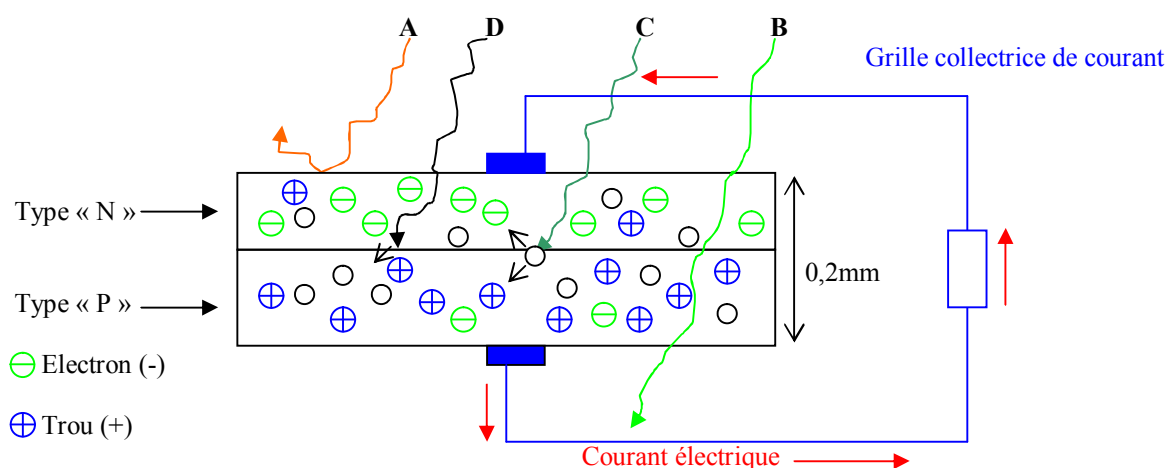 A D C B
Grille collectrice de courant
Type « N »
0,2mm
Type « P »
Electron (-)
Trou (+)
Courant électrique